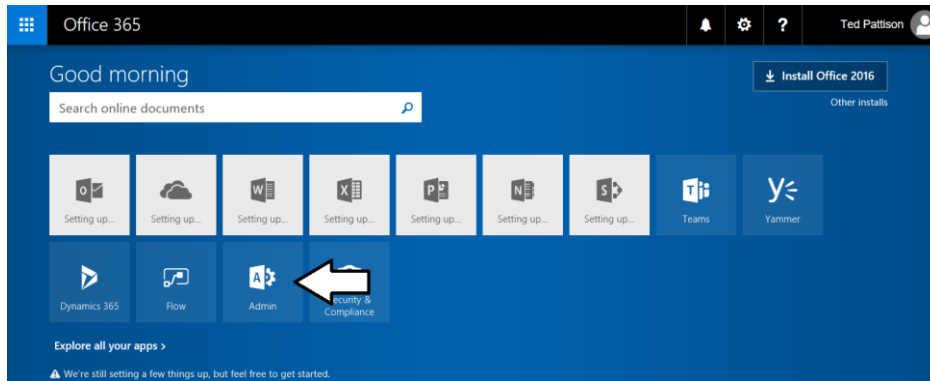 Office 365
Ted Pattison
Good morning
Install Office 2016
Search online documents
Other installs
Setting up...
Setting up...
Setting up...
Setting up...
Setting up...
Setting up...
Setting up...
Teams
Yammer
Dynamics 365
Flow
Admin
Security &
Compliance
Explore all your apps >
We're still setting a few things up, but feel free to get started.